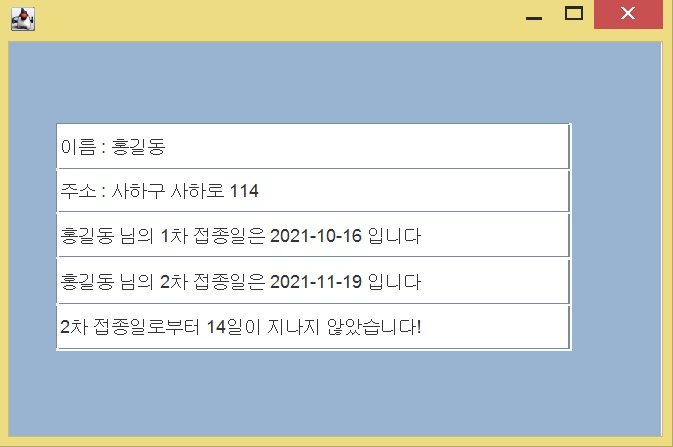 이름 : 홍길동
주소 : 사하구 사하로 114
홍길동 님의 1차 접종일은 2021-10-16 입니다
홍길동 님의 2차 접종일은 2021-11-19 입니다
2차 접종일로부터 14일이 지나지 않았습니다!